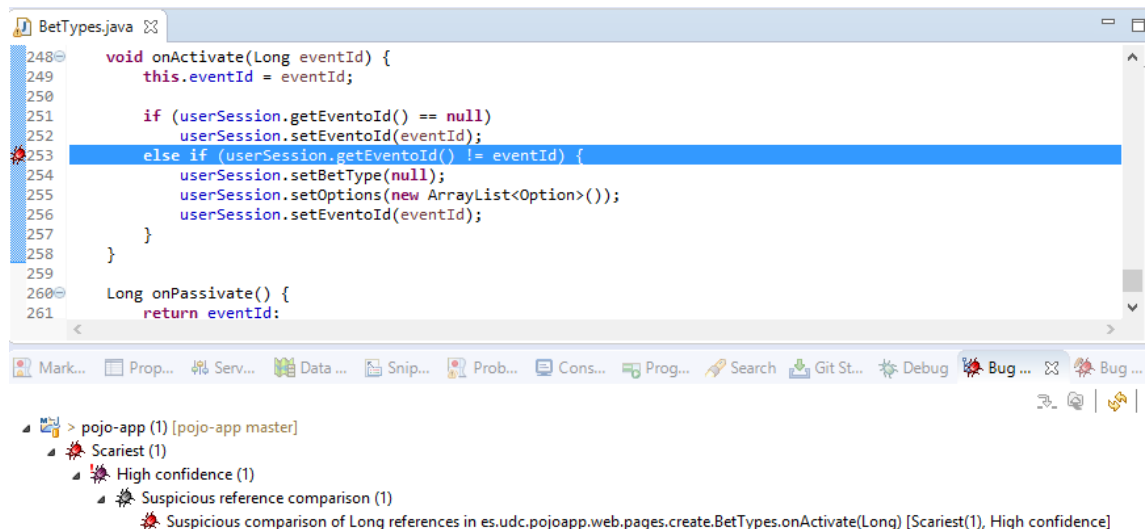 BetTypes.java
248 void onActivate(Long eventId) {
249 this.eventId = eventId;
250
251 if (userSession.getEventoId() == null)
252 userSession.setEventoId(eventId);
253 else if (userSession.getEventoId() != eventId) {
254 userSession.setBetType(null);
255 userSession.setOptions(new ArrayList<Option>());
256 userSession.setEventoId(eventId);
257 }
258 }
259
260 Long onPassivate() {
261 return eventId;
Mark... Prop... Serv... Data ... Snip... Prob... Cons... Prog... Search Git St... Debug Bug ... Bug ...
> pojo-app (1) [pojo-app master]
Scariest (1)
High confidence (1)
Suspicious reference comparison (1)
Suspicious comparison of Long references in es.udc.pojoapp.web.pages.create.BetTypes.onActivate(Long) [Scariest(1), High confidence]